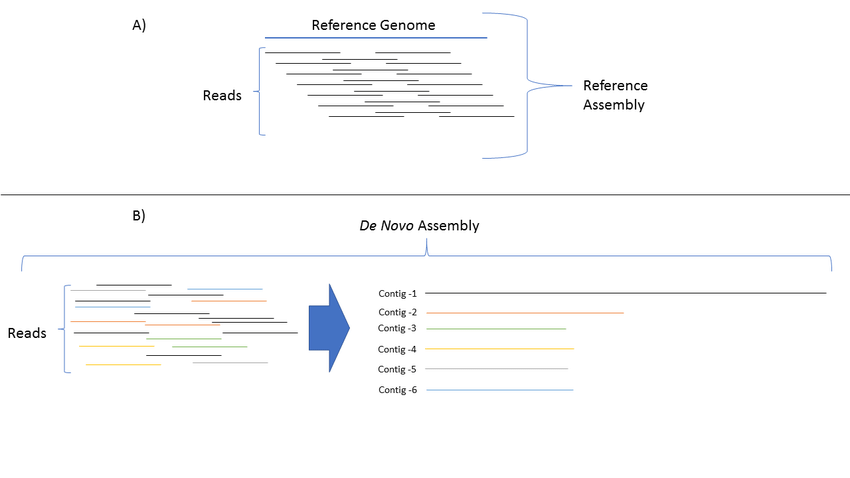 A)
Reference Genome
Reads
Reference
Assembly
B)
De Novo Assembly
Reads
Contig -1
Contig -2
Contig -3
Contig -4
Contig -5
Contig -6